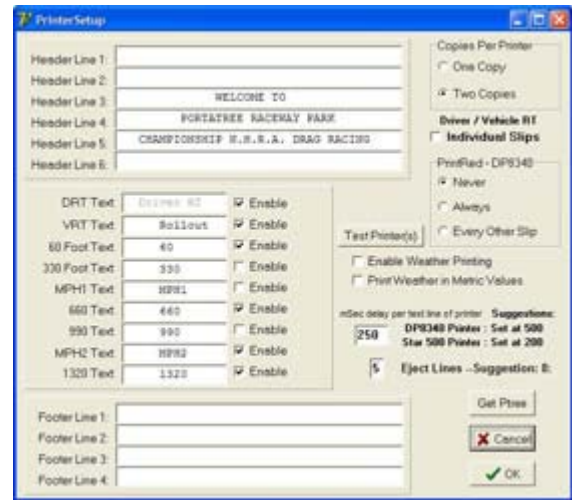 PrinterSetup
Header Line 1:
Header Line 2:
Header Line 3: WELCOME TO
Header Line 4: PORTATREE RACEWAY PARK
Header Line 5: CHAMPIONSHIP N.H.R.A. DRAG RACING
Header Line 6:
Copies Per Printer
One Copy
Two Copies
Driver / Vehicle RT
Individual Slips
PrintRed - DP8340
Never
Always
Every Other Slip
DRT Text Driver RT Enable
VRT Text Rollout Enable
60 Foot Text 60 Enable
330 Foot Text 330 Enable
MPH1 Text MPH1 Enable
660 Text 660 Enable
990 Text 990 Enable
MPH2 Text MPH2 Enable
1320 Text 1320 Enable
Test Printer(s)
Enable Weather Printing
Print Weather in Metric Values
mSec delay per text line of printer Suggestions:
250 DP8340 Printer : Set at 500
Star 500 Printer : Set at 200
5 Eject Lines --Suggestion: 8:
Footer Line 1:
Footer Line 2:
Footer Line 3:
Footer Line 4:
Get Ptree
Cancel
OK